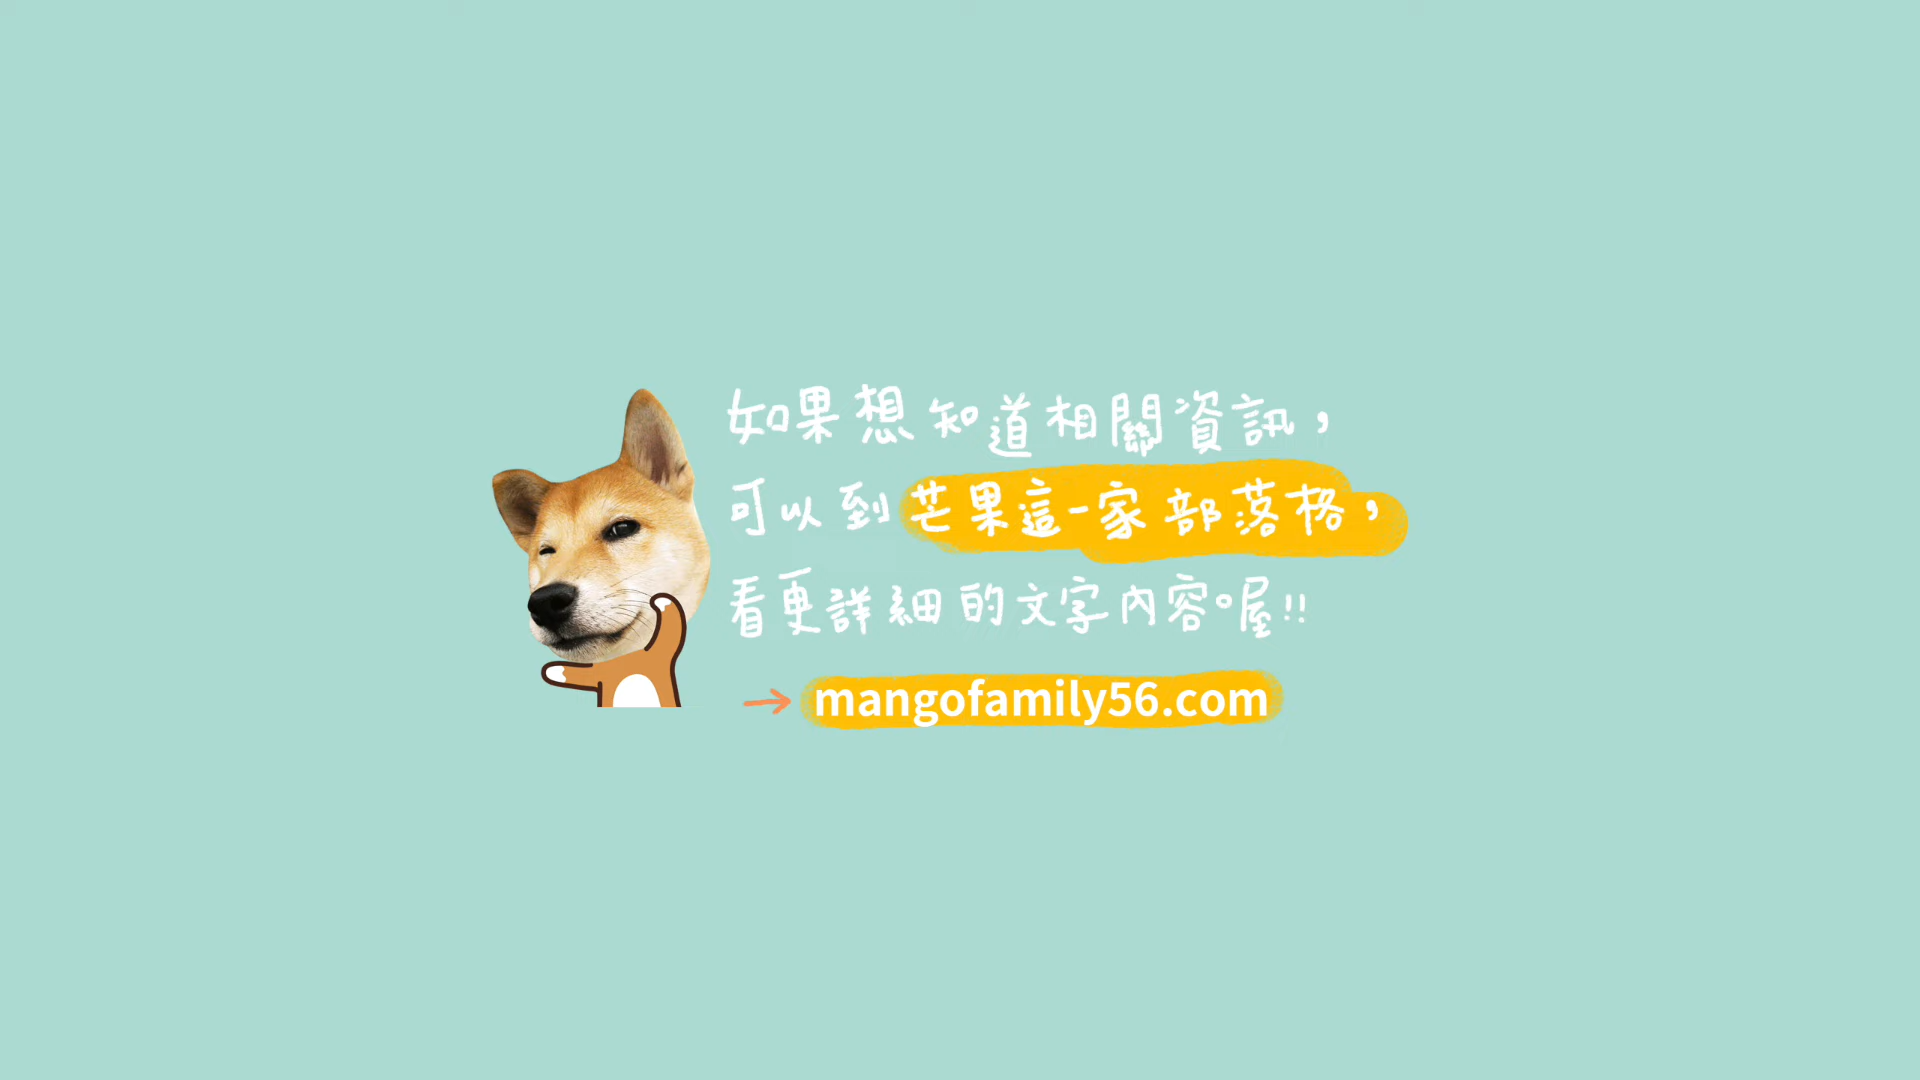 如果想知道相關資訊，
可以到芒果這一家部落格，
看更詳細的文字內容喔!!
→ mangofamily56.com